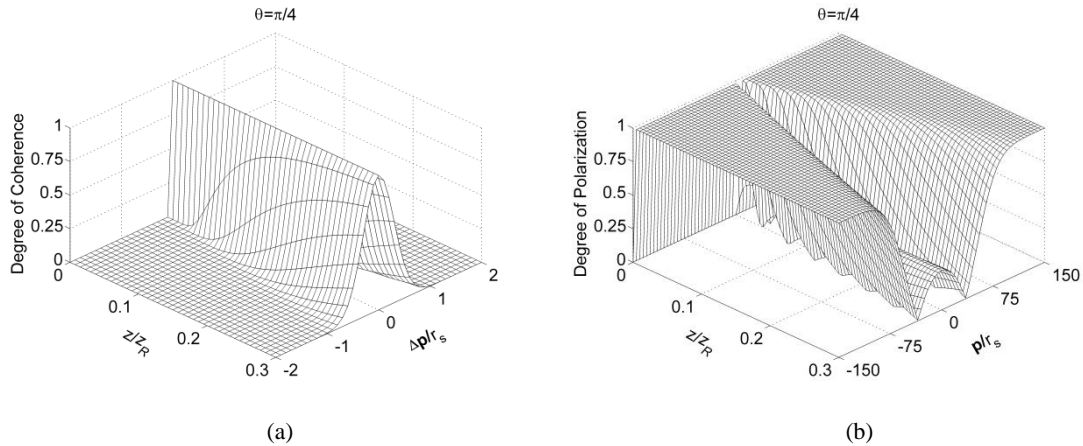 θ=π/4
Degree of Coherence
1
0.75
0.5
0.25
0
0
0.1
0.2
0.3
z/z_R
-2
-1
0
1
2
Δp/r_s
(a)
θ=π/4
Degree of Polarization
1
0.75
0.5
0.25
0
0
0.1
0.2
0.3
z/z_R
-150
-75
0
75
150
p/r_s
(b)